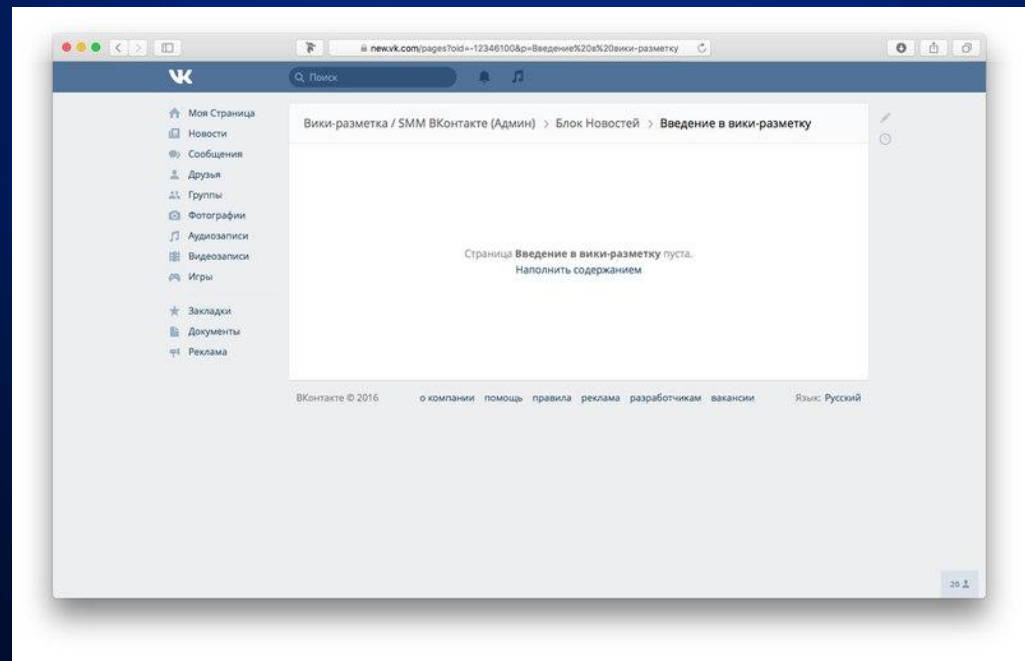 new.vk.com/pages?oid=-12346100&p=Введение%20в%20вики-разметку
Поиск
Моя Страница
Новости
Сообщения
Друзья
Группы
Фотографии
Аудиозаписи
Видеозаписи
Игры
Закладки
Документы
Реклама
Вики-разметка / SMM ВКонтакте (Админ) > Блок Новостей > Введение в вики-разметку
Страница Введение в вики-разметку пуста.
Наполнить содержанием
ВКонтакте © 2016 о компании помощь правила реклама разработчикам вакансии Язык: Русский
20